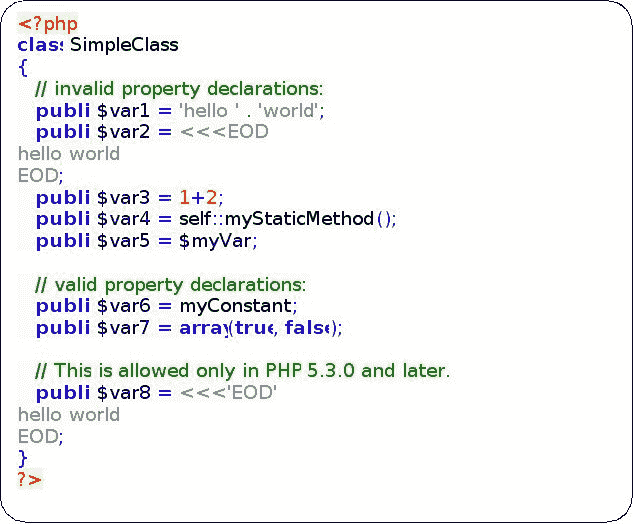 <?php
class SimpleClass
{
// invalid property declarations:
publi $var1 = 'hello ' . 'world';
publi $var2 = <<<EOD
hello world
EOD;
publi $var3 = 1+2;
publi $var4 = self::myStaticMethod();
publi $var5 = $myVar;
// valid property declarations:
publi $var6 = myConstant;
publi $var7 = array(true, false);
// This is allowed only in PHP 5.3.0 and later.
publi $var8 = <<<'EOD'
hello world
EOD;
}
?>